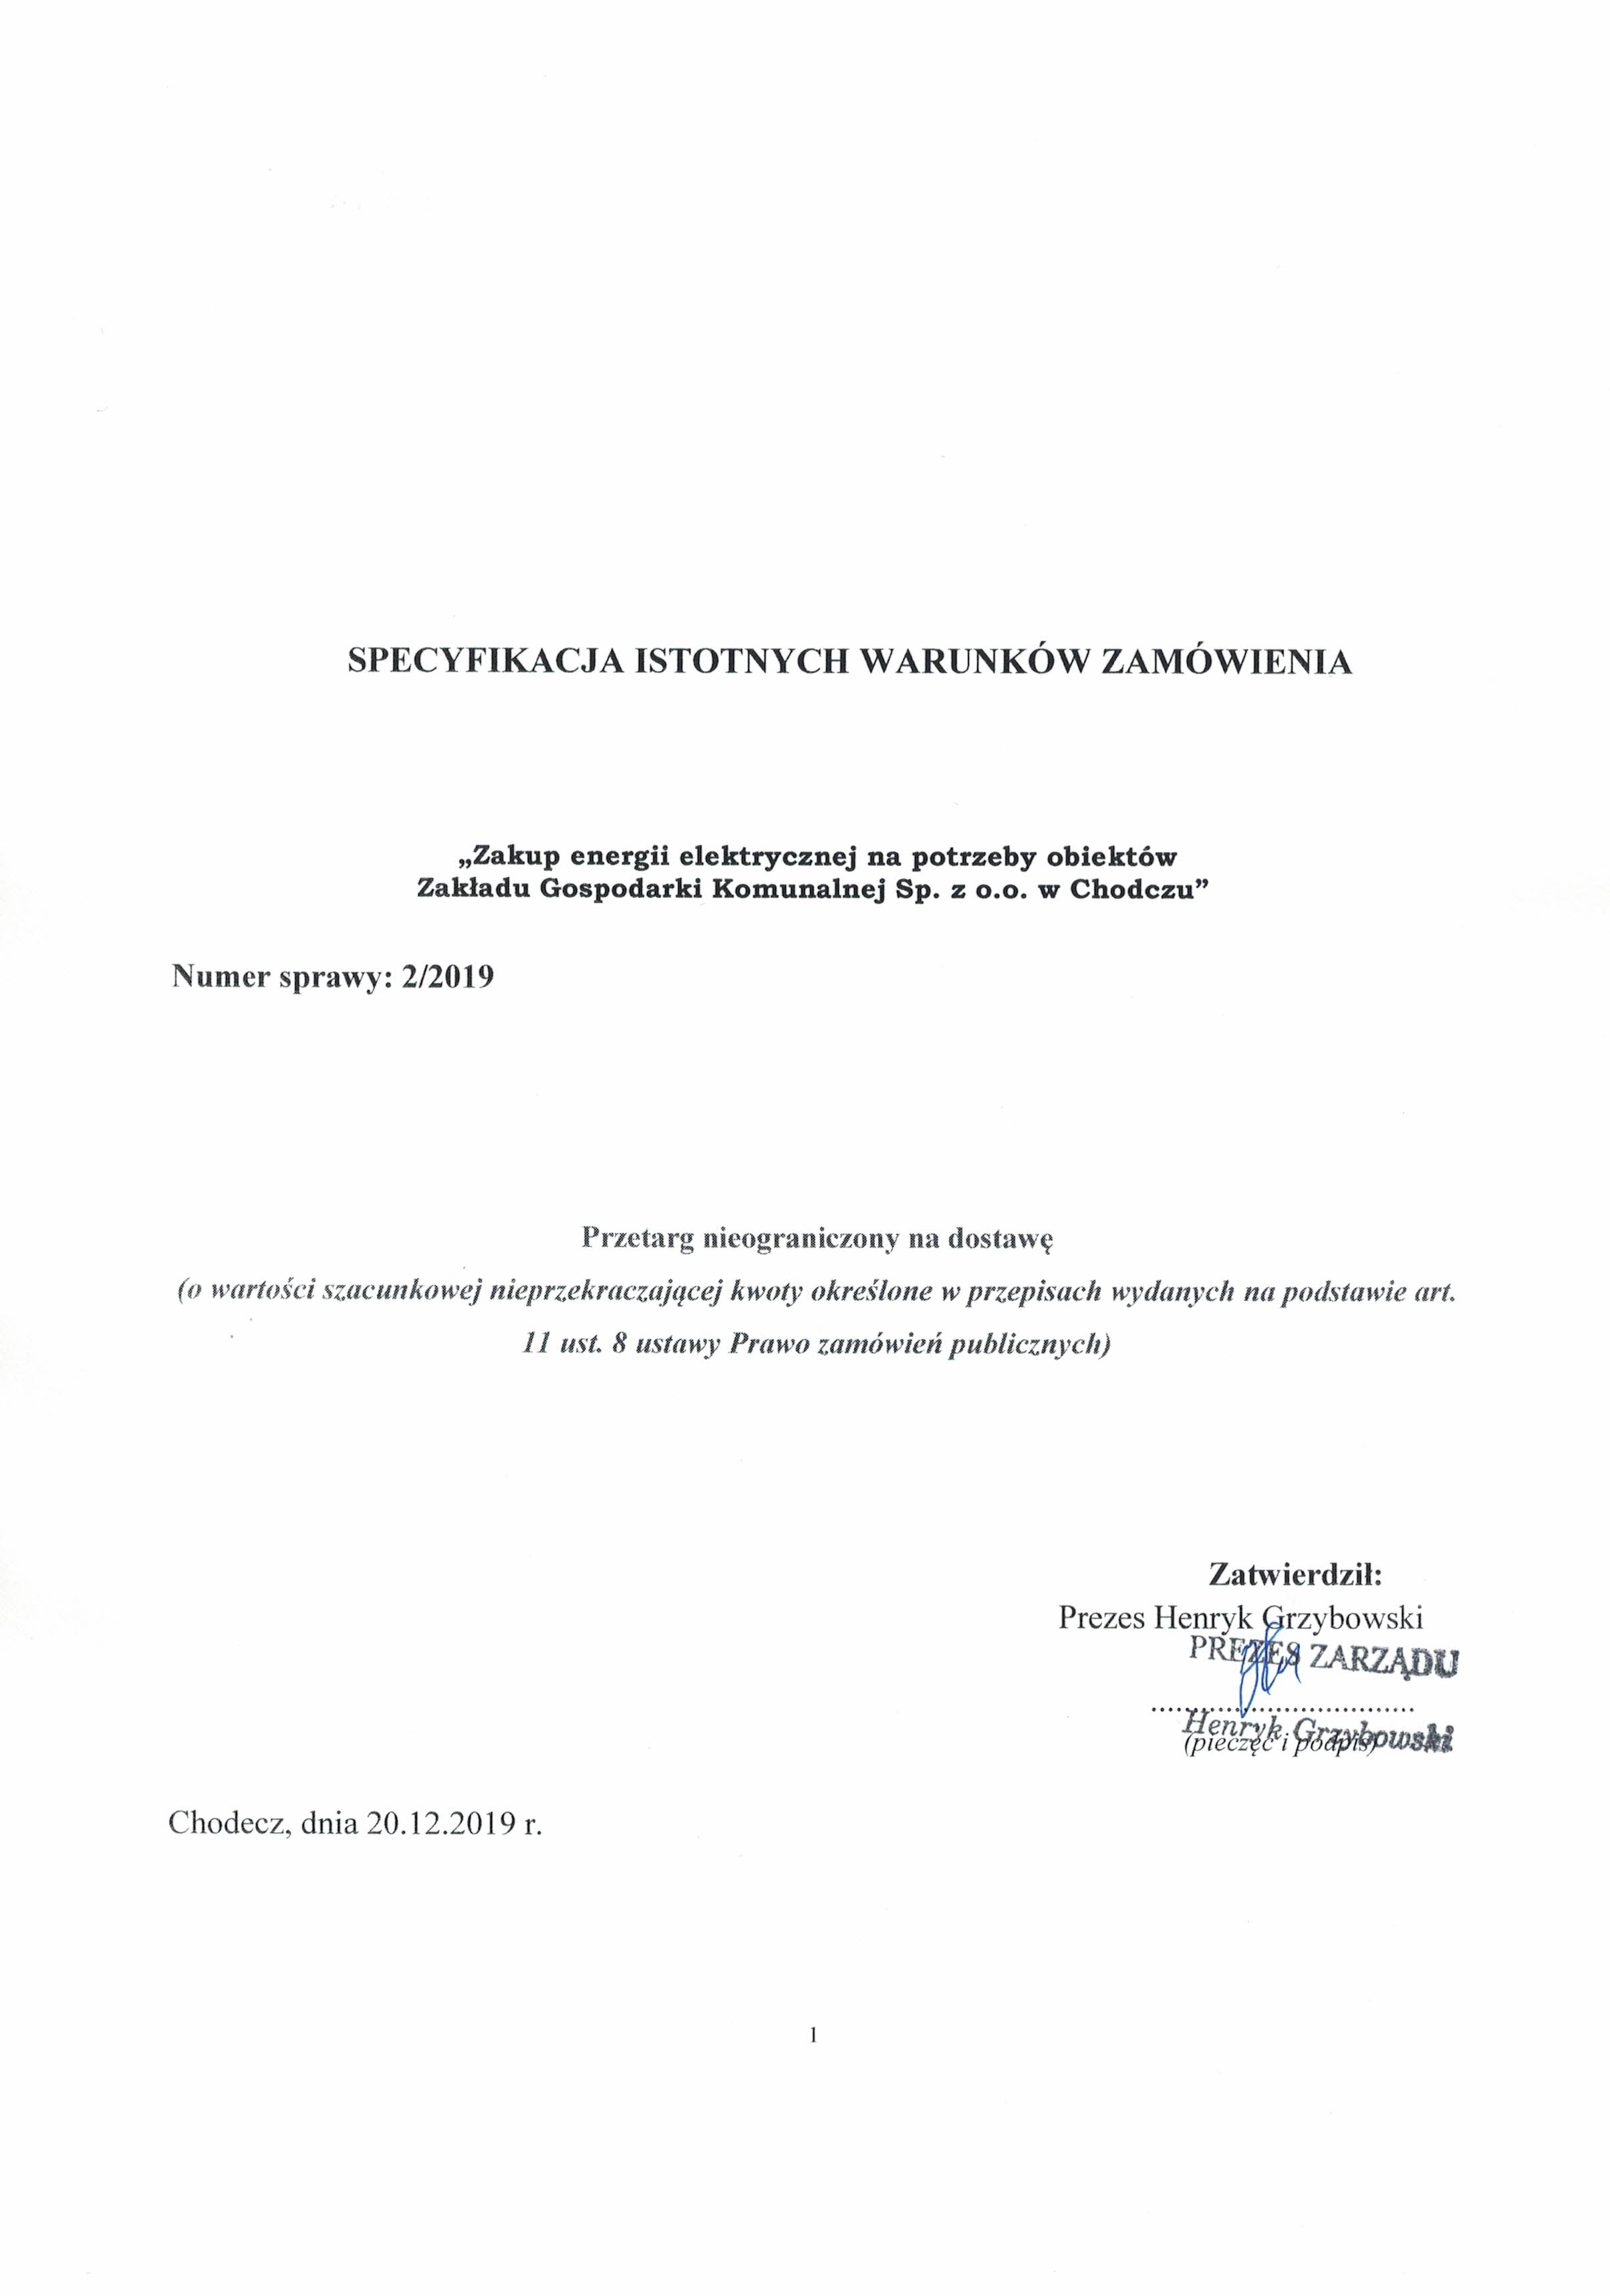 SPECYFIKACJA ISTOTNYCH WARUNKÓW ZAMÓWIENIA
„Zakup energii elektrycznej na potrzeby obiektów
Zakładu Gospodarki Komunalnej Sp. z o.o. w Chodczu”
Numer sprawy: 2/2019
Przetarg nieograniczony na dostawę
(o wartości szacunkowej nieprzekraczającej kwoty określone w przepisach wydanych na podstawie art.
11 ust. 8 ustawy Prawo zamówień publicznych)
Zatwierdził:
Prezes Henryk Grzybowski
PREZES ZARZĄDU
..................................
Henryk Grzybowski
(pieczęć i podpis)
Chodecz, dnia 20.12.2019 r.
1